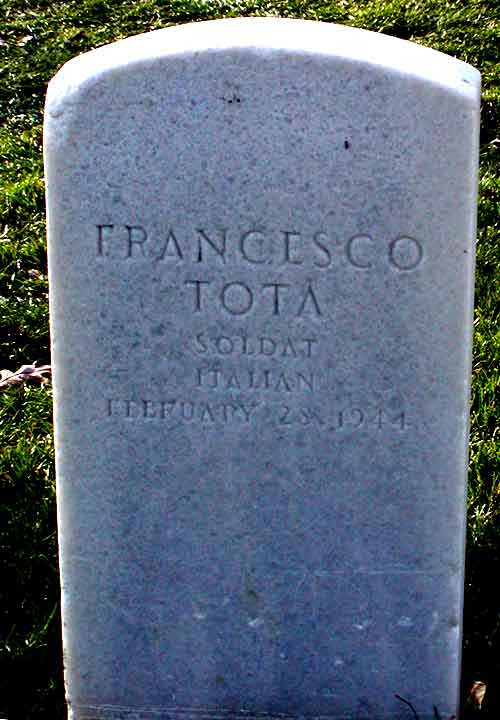 FRANCESCO
TOTA
SOLDAT
ITALIAN
FEBRUARY 28, 1944